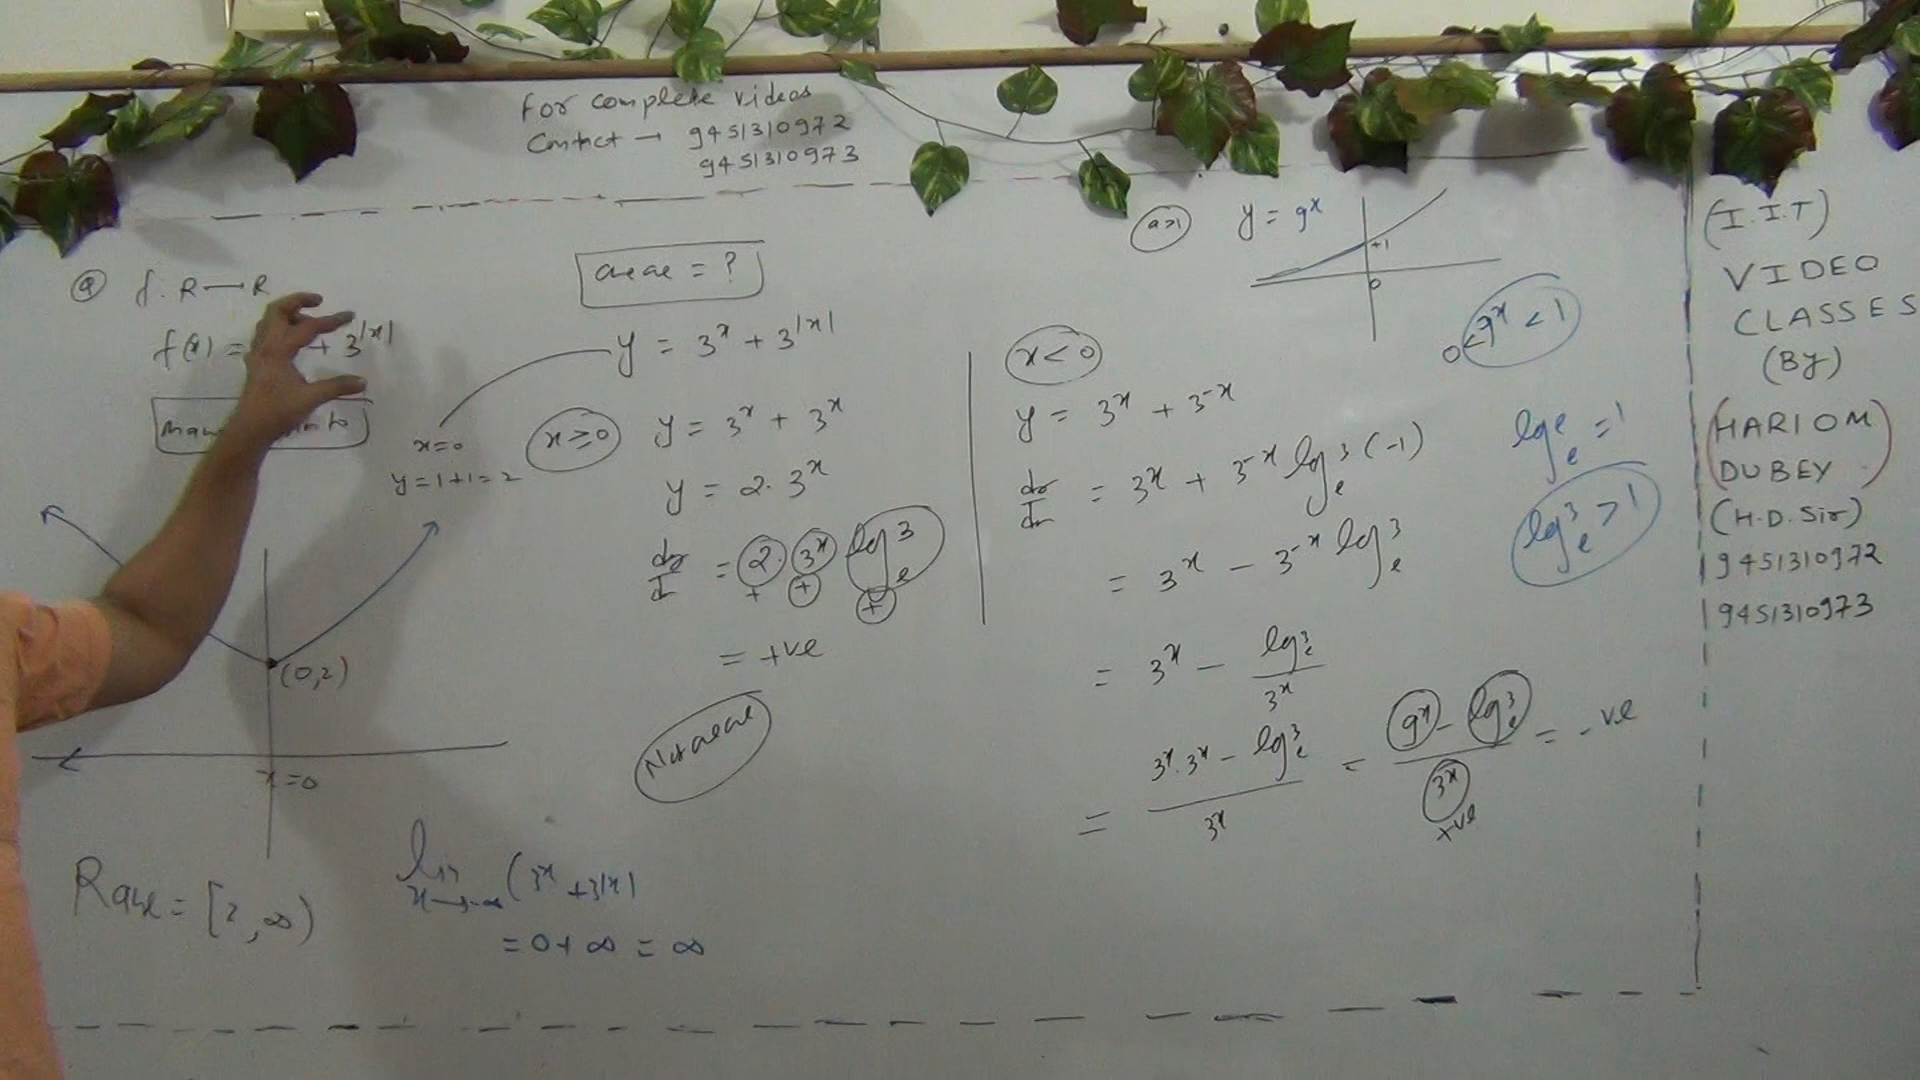 For complete videos
Contact → 9451310972
9451310973
Q f: R → R
f(x) = + 3^|x|
x=0
y = 1+1 = 2
(0,2)
x=0
Range = [2, ∞)
lim x→-∞ (3^x + 3^|x|
= 0 + ∞ = ∞
= ?
y = 3^x + 3^|x|
x ≥ 0
y = 3^x + 3^x
y = 2. 3^x
= 2. 3^x log_e 3
+ + +
= +ve
x < 0
y = 3^x + 3^-x
dy/dx = 3^x + 3^-x log_e 3 (-1)
= 3^x - 3^-x log_e 3
= 3^x - log_e 3 / 3^x
= 3^x. 3^x - log_e 3 / 3^x = 9^x - log_e 3 / 3^x = -ve
+ve
a>1 y = 9^x
+1
0
0 < 9^x < 1
log_e e = 1
log_e 3 > 1
(I.I.T)
VIDEO
CLASSES
(BY)
(HARIOM
DUBEY)
(H.D. Sir)
9451310972
9451310973